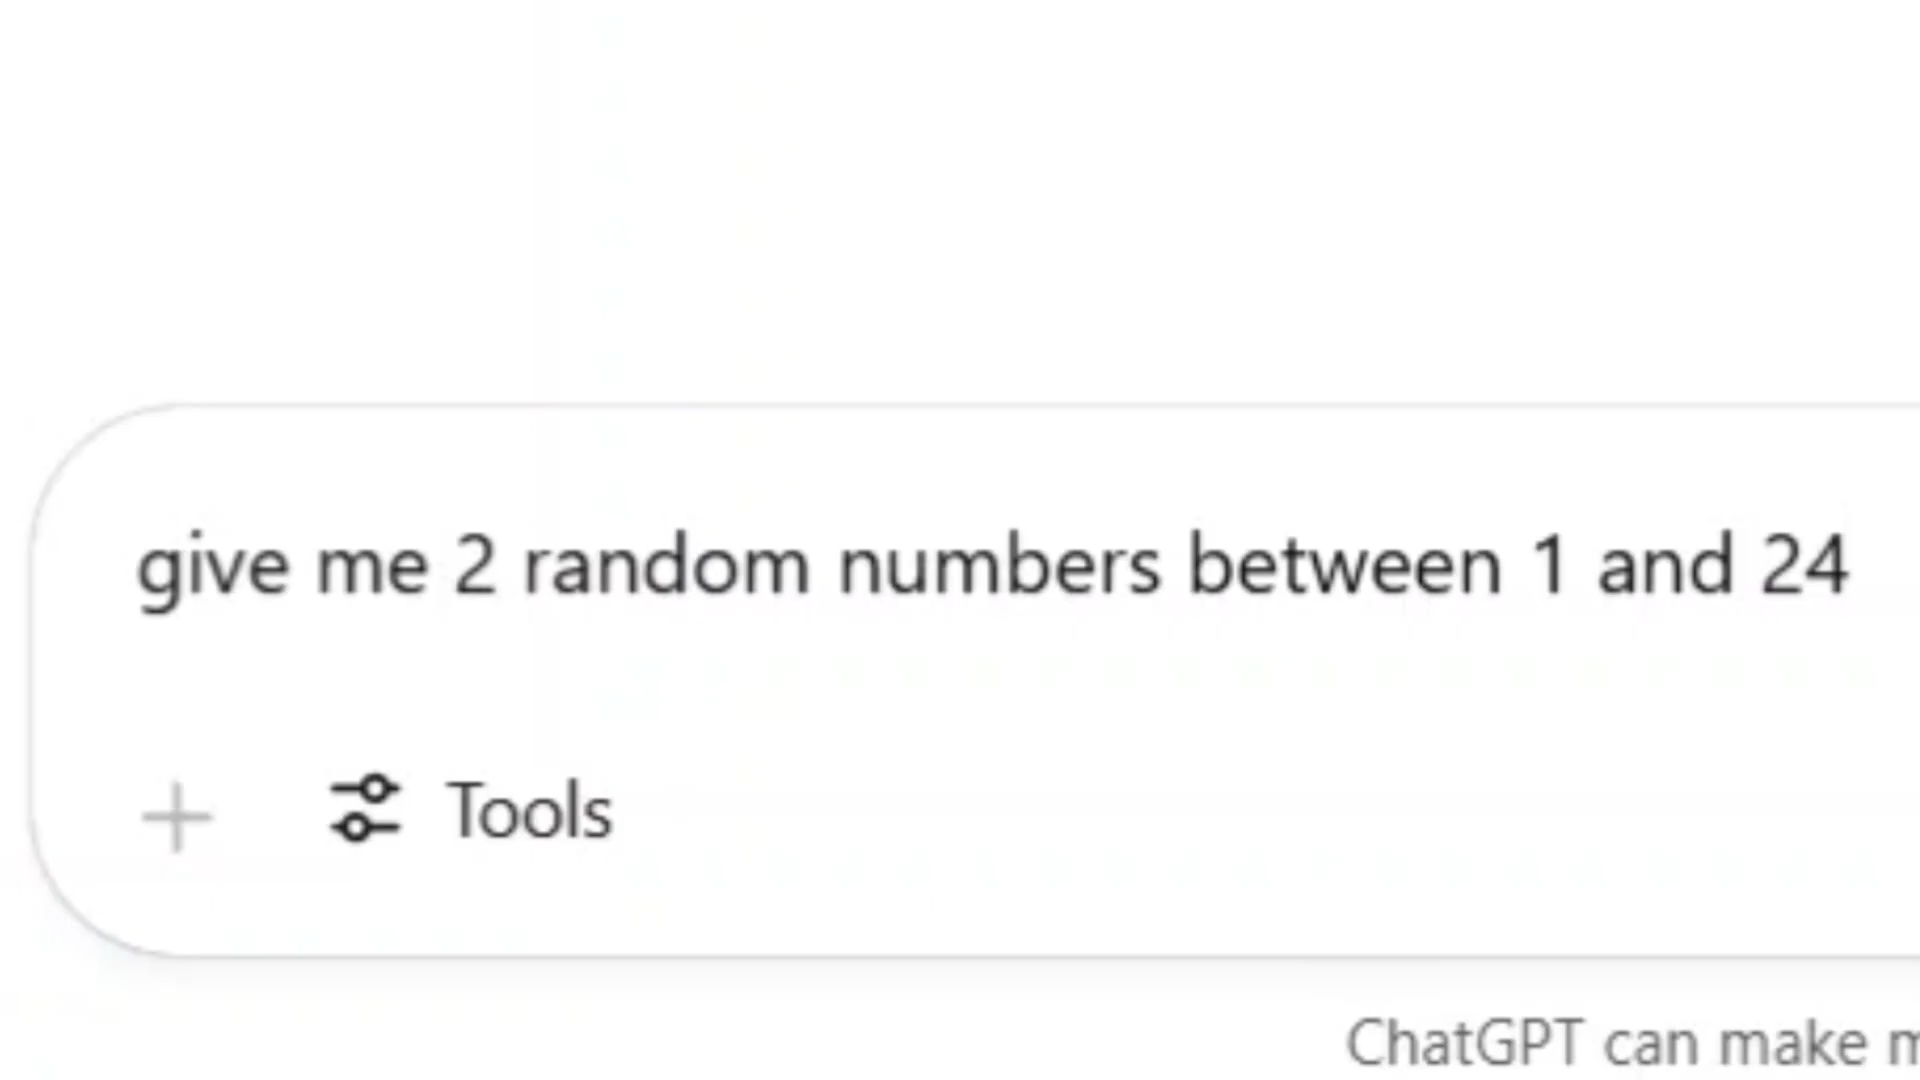 give me 2 random numbers between 1 and 24
Tools
ChatGPT can make